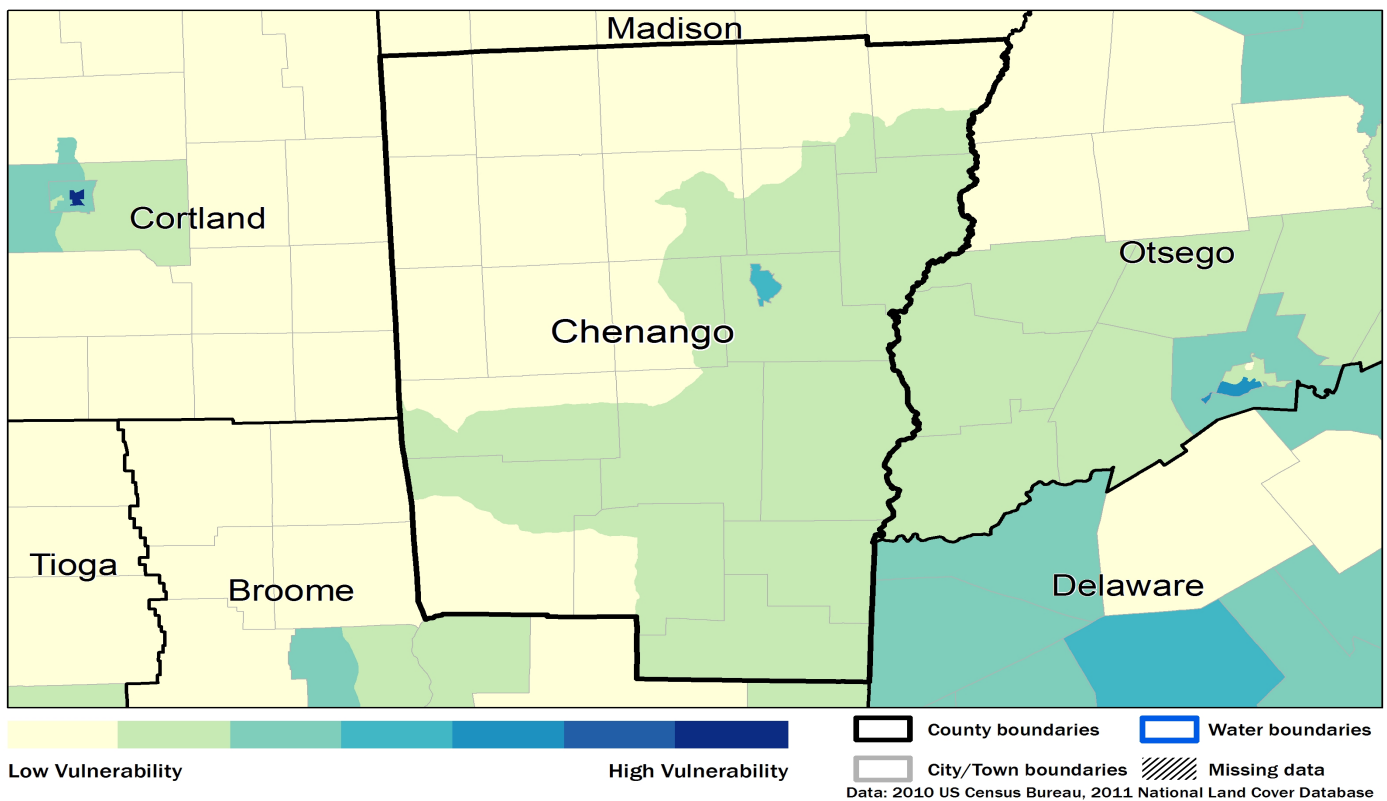 Madison
Cortland
Otsego
Chenango
Tioga
Broome
Delaware
County boundaries
Water boundaries
Low Vulnerability
High Vulnerability
City/Town boundaries
Missing data
Data: 2010 US Census Bureau, 2011 National Land Cover Database